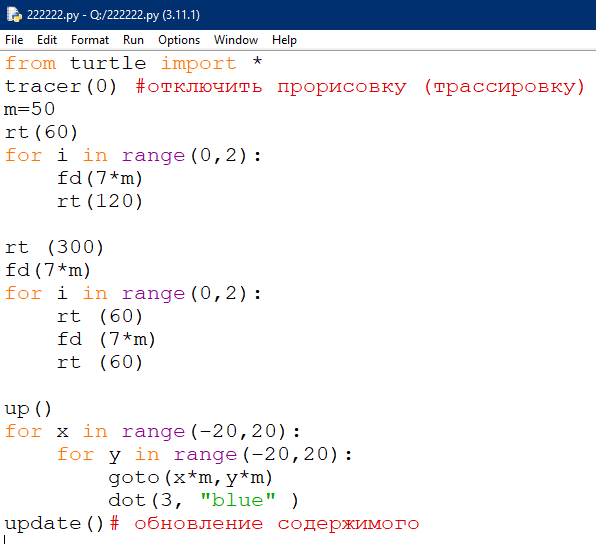 222222.py - Q:/222222.py (3.11.1)
File Edit Format Run Options Window Help
from turtle import *
tracer(0) #отключить прорисовку (трассировку)
m=50
rt(60)
for i in range(0,2):
    fd(7*m)
    rt(120)

rt (300)
fd(7*m)
for i in range(0,2):
    rt (60)
    fd (7*m)
    rt (60)

up()
for x in range(-20,20):
    for y in range(-20,20):
        goto(x*m,y*m)
        dot(3, "blue" )
update()# обновление содержимого